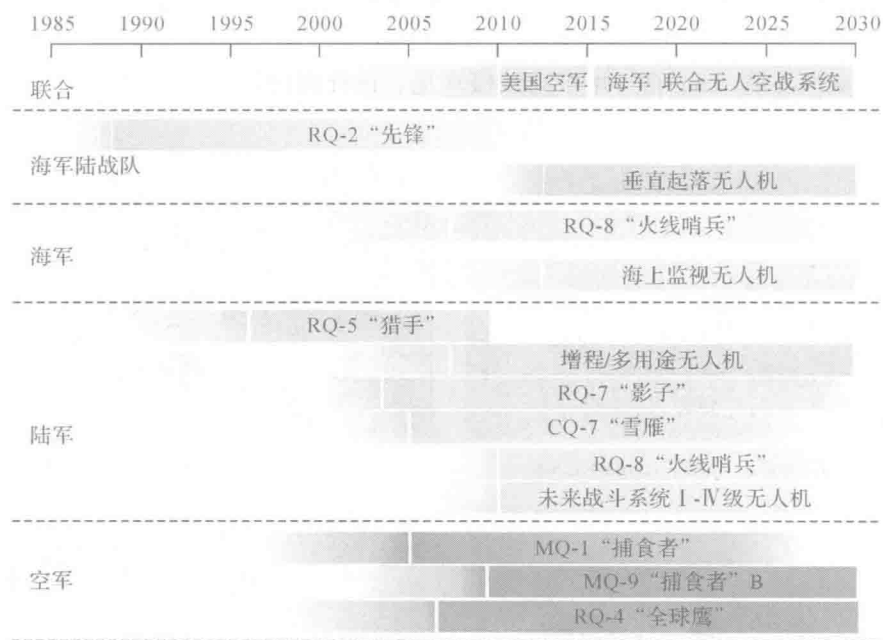 1985 1990 1995 2000 2005 2010 2015 2020 2025 2030
联合 美国空军 海军 联合无人空战系统
RQ-2“先锋”
海军陆战队
垂直起落无人机
RQ-8“火线哨兵”
海军
海上监视无人机
RQ-5“猎手”
增程/多用途无人机
RQ-7“影子”
陆军
CQ-7“雪雁”
RQ-8“火线哨兵”
未来战斗系统Ⅰ-Ⅳ级无人机
MQ-1“捕食者”
空军
MQ-9“捕食者”B
RQ-4“全球鹰”